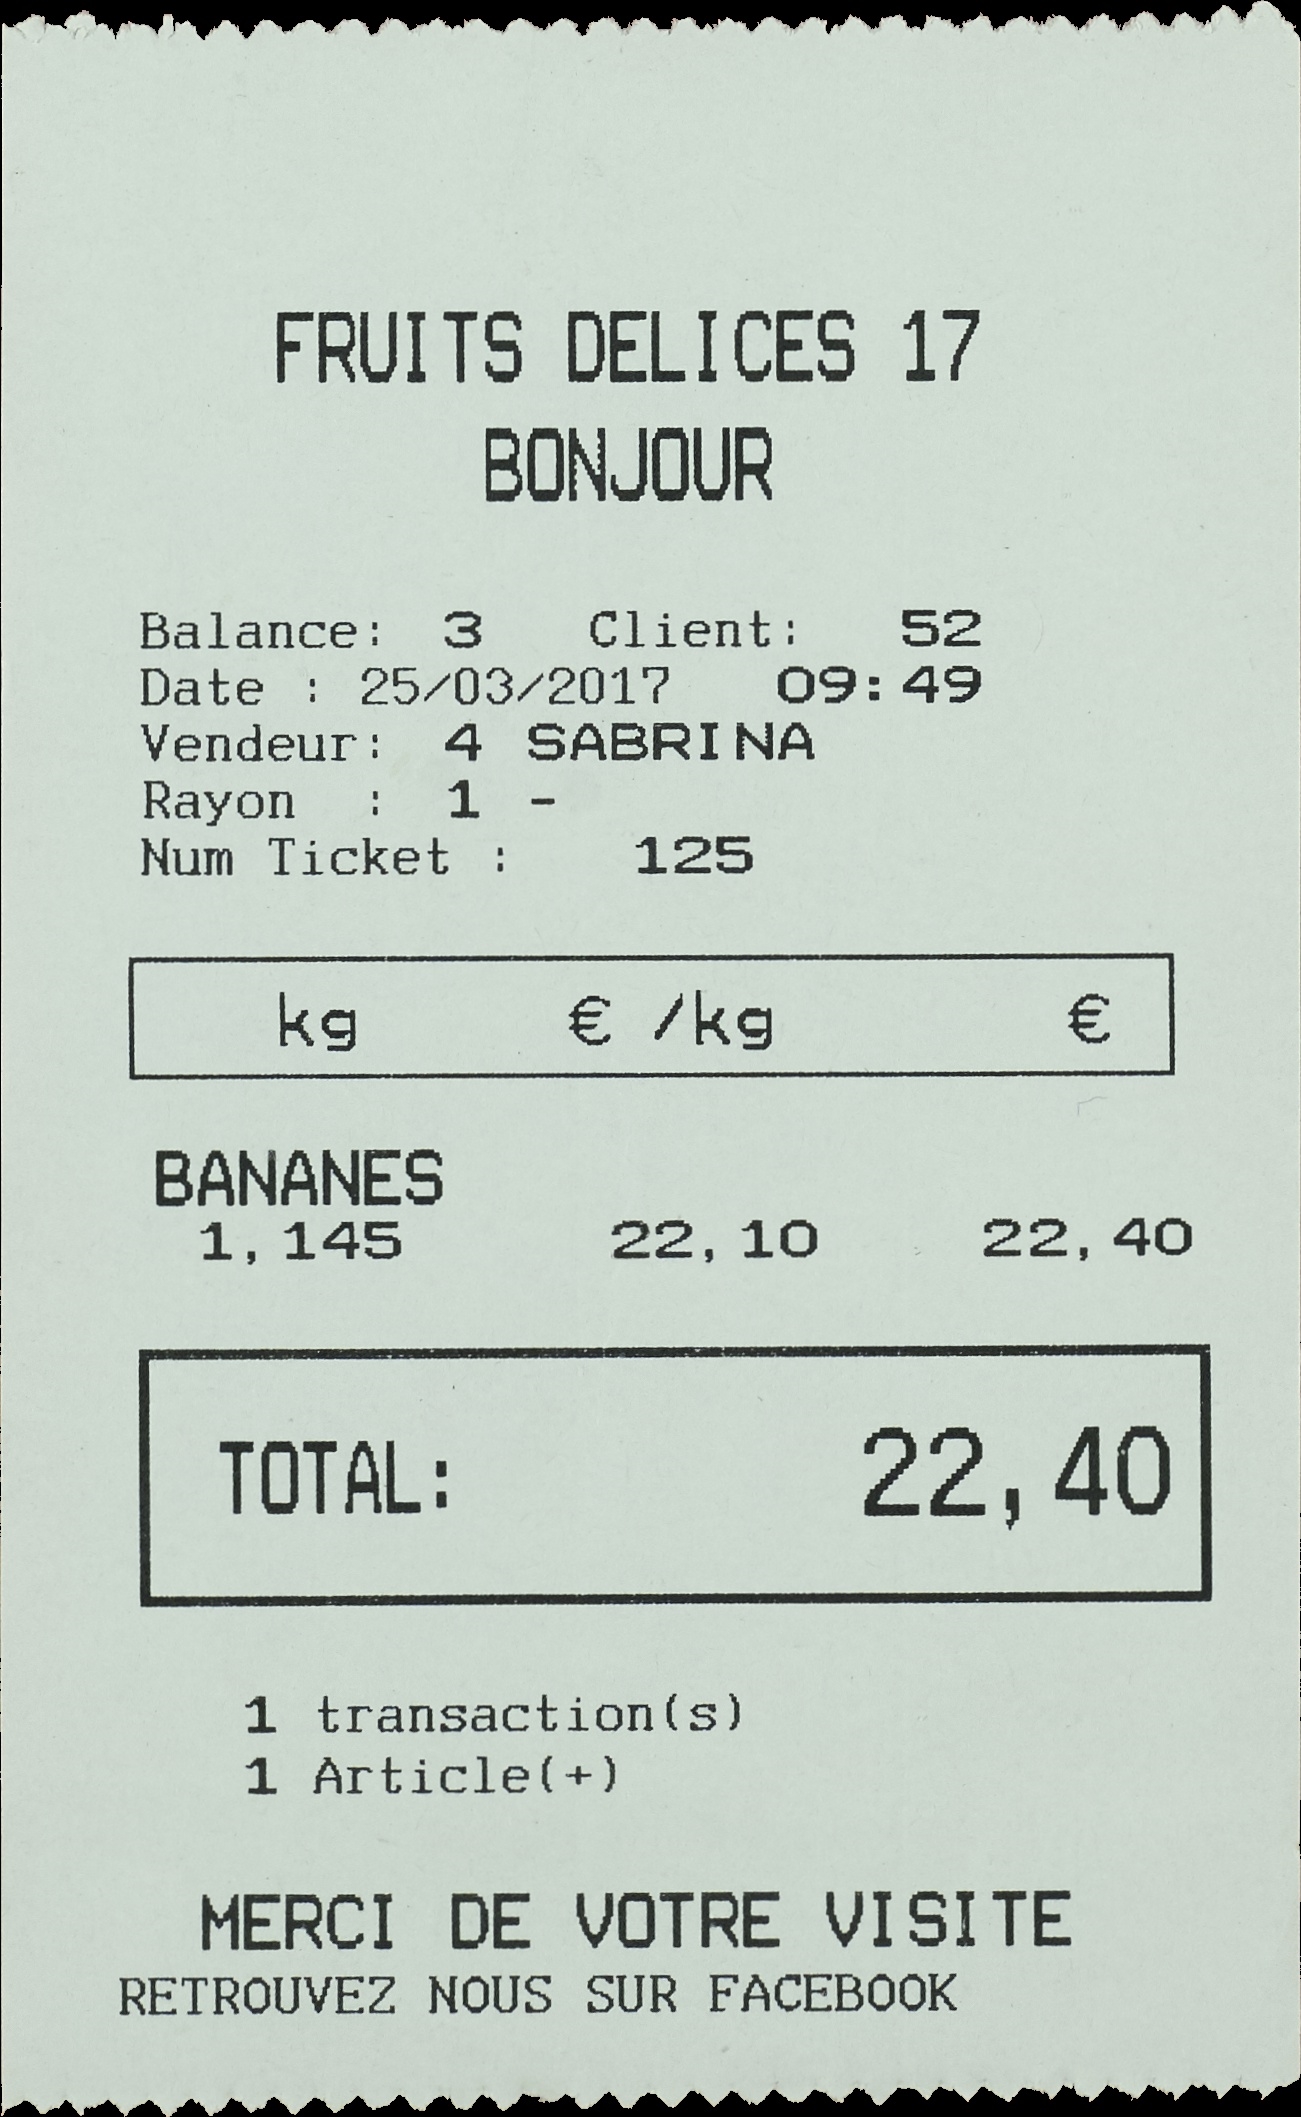 FRUITS DELICES 17
BONJOUR
Balance: 3 Client: 52
Date : 25/03/2017 09:49
Vendeur: 4 SABRINA
Rayon : 1 -
Num Ticket : 125
kg € /kg €
BANANES
1,145 22,10 22,40
TOTAL: 22,40
1 transaction(s)
1 Article(+)
MERCI DE VOTRE VISITE
RETROUVEZ NOUS SUR FACEBOOK